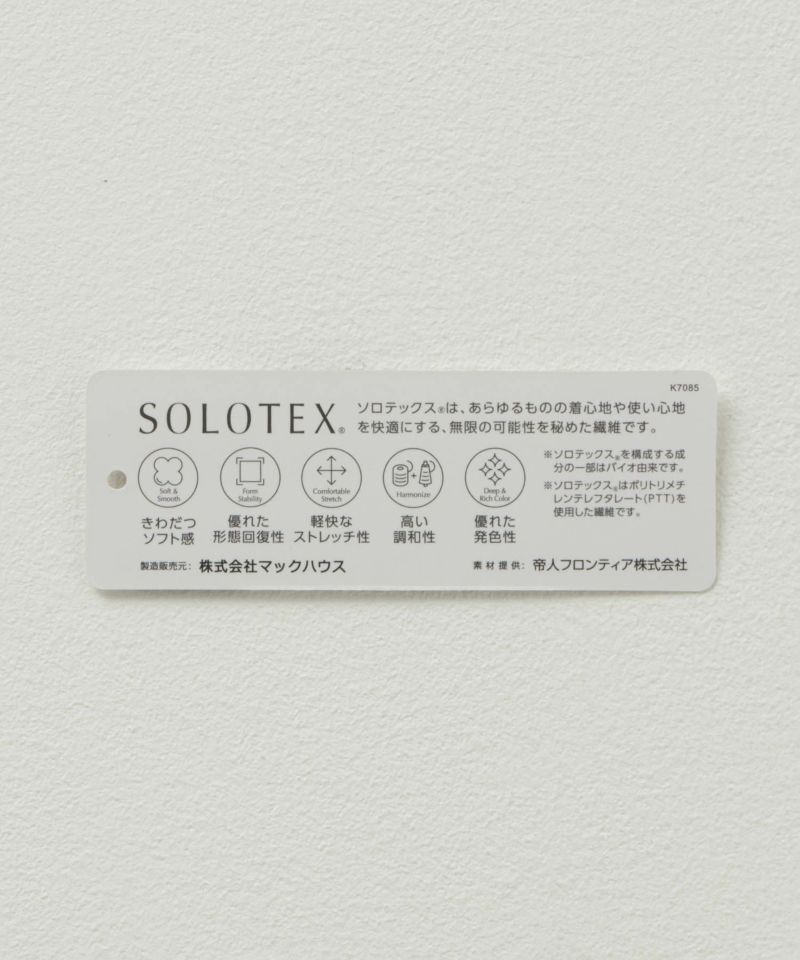 K7085
SOLOTEX®
ソロテックス®は、あらゆるものの着心地や使い心地
を快適にする、無限の可能性を秘めた繊維です。
Soft &
Smooth
きわだつ
ソフト感
Form
Stability
優れた
形態回復性
Comfortable
Stretch
軽快な
ストレッチ性
Harmonize
高い
調和性
Deep &
Rich Color
優れた
発色性
※ソロテックス®を構成する成
分の一部はバイオ由来です。
※ソロテックス®はポリトリメチ
レンテレフタレート(PTT)を
使用した繊維です。
製造販売元：株式会社マックハウス
素材提供：帝人フロンティア株式会社